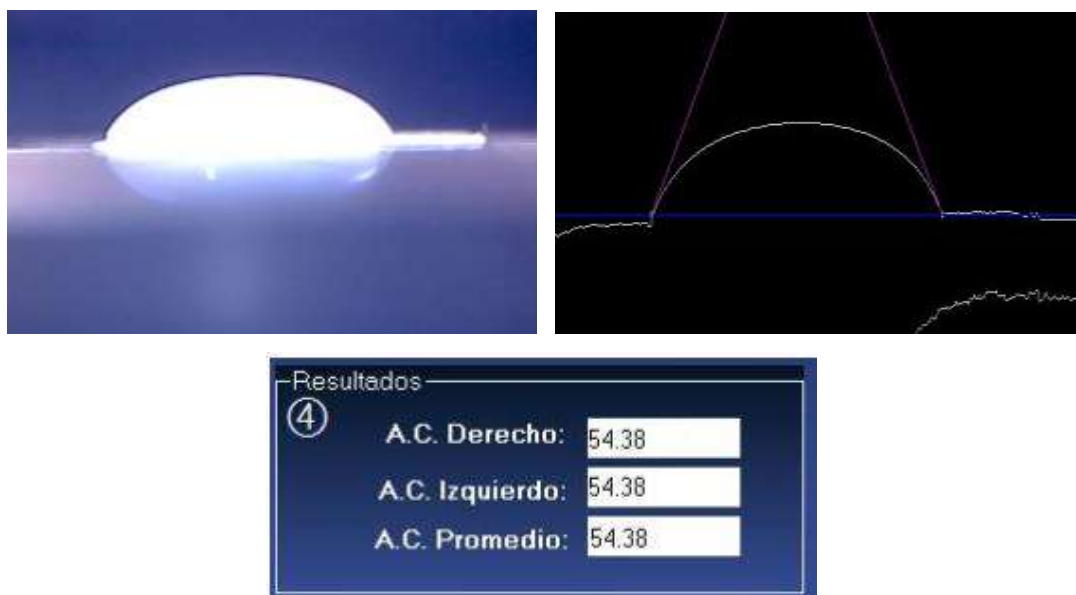 Resultados
④
A.C. Derecho: 54.38
A.C. Izquierdo: 54.38
A.C. Promedio: 54.38